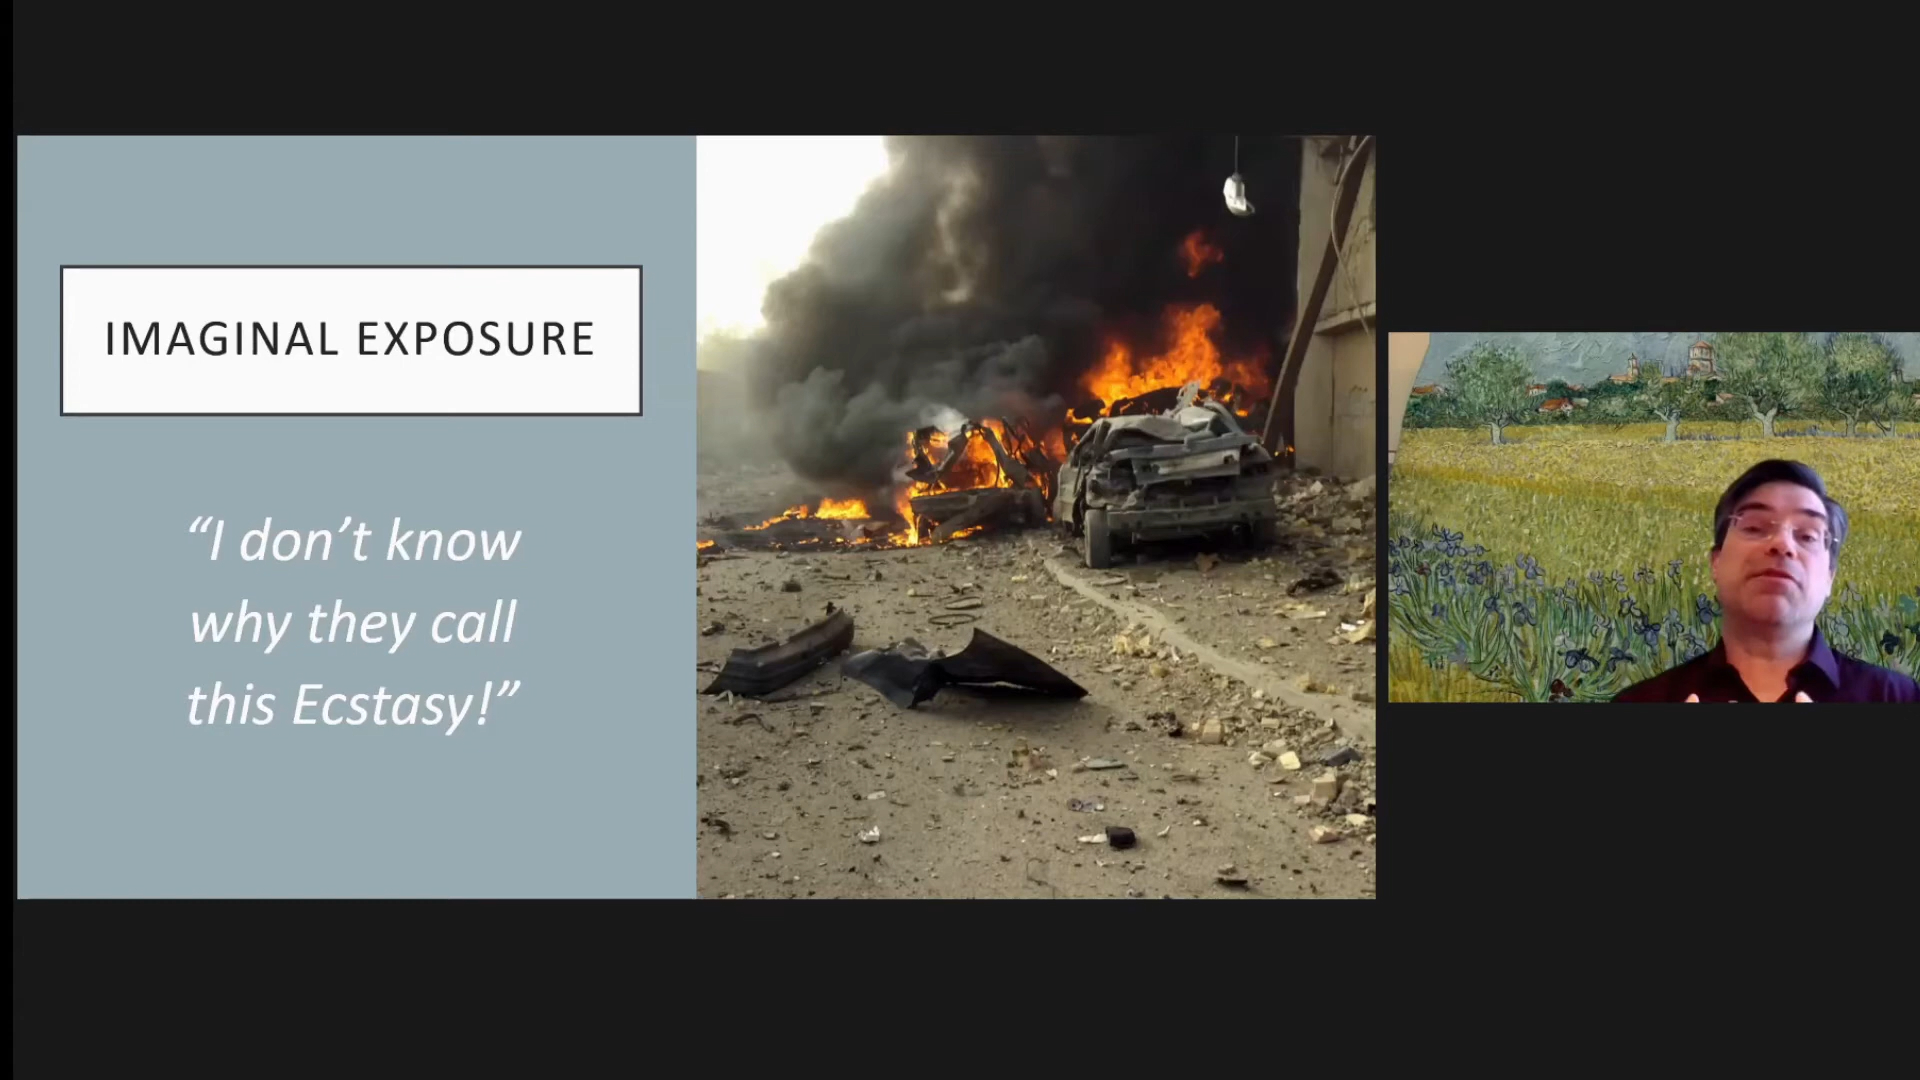 IMAGINAL EXPOSURE
“I don’t know
why they call
this Ecstasy!”